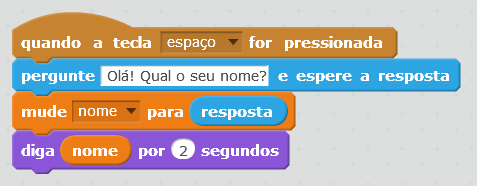 quando a tecla espaço for pressionada
pergunte Olá! Qual o seu nome? e espere a resposta
mude nome para resposta
diga nome por 2 segundos